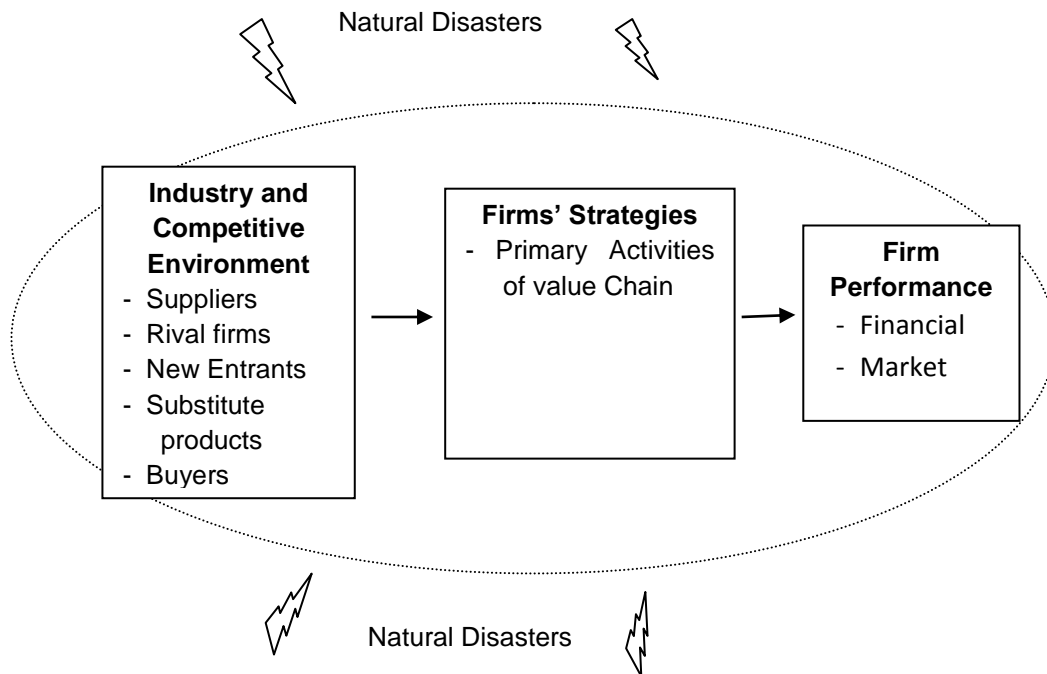 Natural Disasters
Industry and
Competitive
Environment
- Suppliers
- Rival firms
- New Entrants
- Substitute
products
- Buyers
Firms’ Strategies
- Primary Activities
of value Chain
Firm
Performance
- Financial
- Market
Natural Disasters